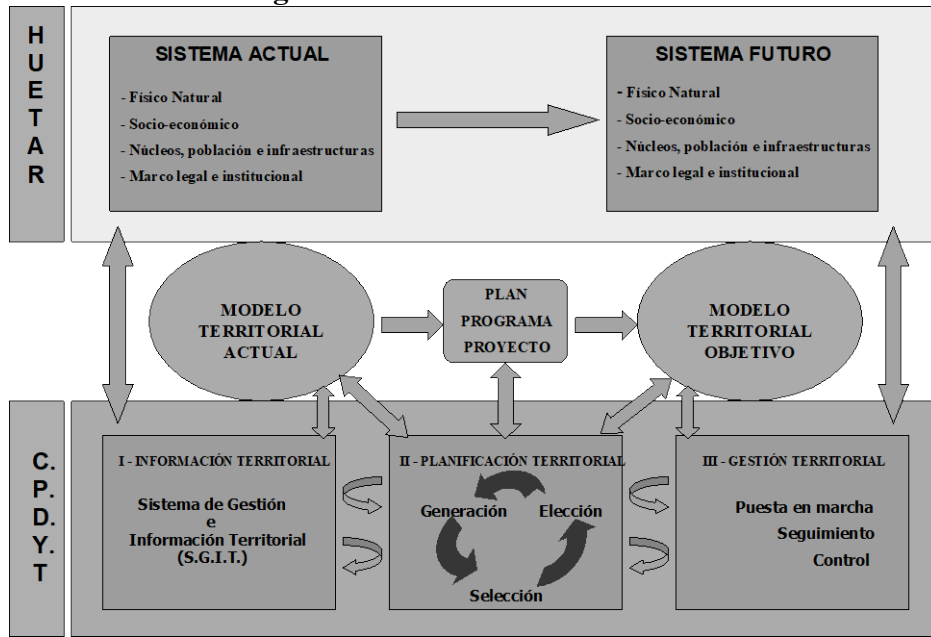 H
U
E
T
A
R
SISTEMA ACTUAL
- Físico Natural
- Socio-económico
- Núcleos, población e infraestructuras
- Marco legal e institucional
SISTEMA FUTURO
- Físico Natural
- Socio-económico
- Núcleos, población e infraestructuras
- Marco legal e institucional
MODELO
TERRITORIAL
ACTUAL
PLAN
PROGRAMA
PROYECTO
MODELO
TERRITORIAL
OBJETIVO
C.
P.
D.
Y.
T
I - INFORMACIÓN TERRITORIAL
Sistema de Gestión
e
Información Territorial
(S.G.I.T.)
II - PLANIFICACIÓN TERRITORIAL
Generación
Elección
Selección
III - GESTIÓN TERRITORIAL
Puesta en marcha
Seguimiento
Control